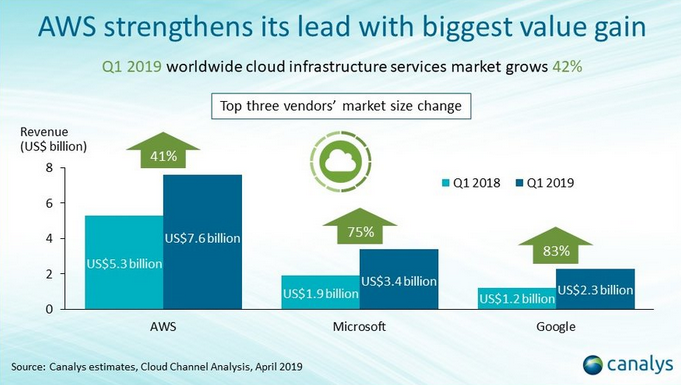 AWS strengthens its lead with biggest value gain
Q1 2019 worldwide cloud infrastructure services market grows 42%
Top three vendors' market size change
Revenue
(US$ billion)
8
6
4
2
0
41%
75%
83%
Q1 2018 Q1 2019
US$5.3 billion
US$7.6 billion
US$1.9 billion
US$3.4 billion
US$1.2 billion
US$2.3 billion
AWS Microsoft Google
Source: Canalys estimates, Cloud Channel Analysis, April 2019
canalys